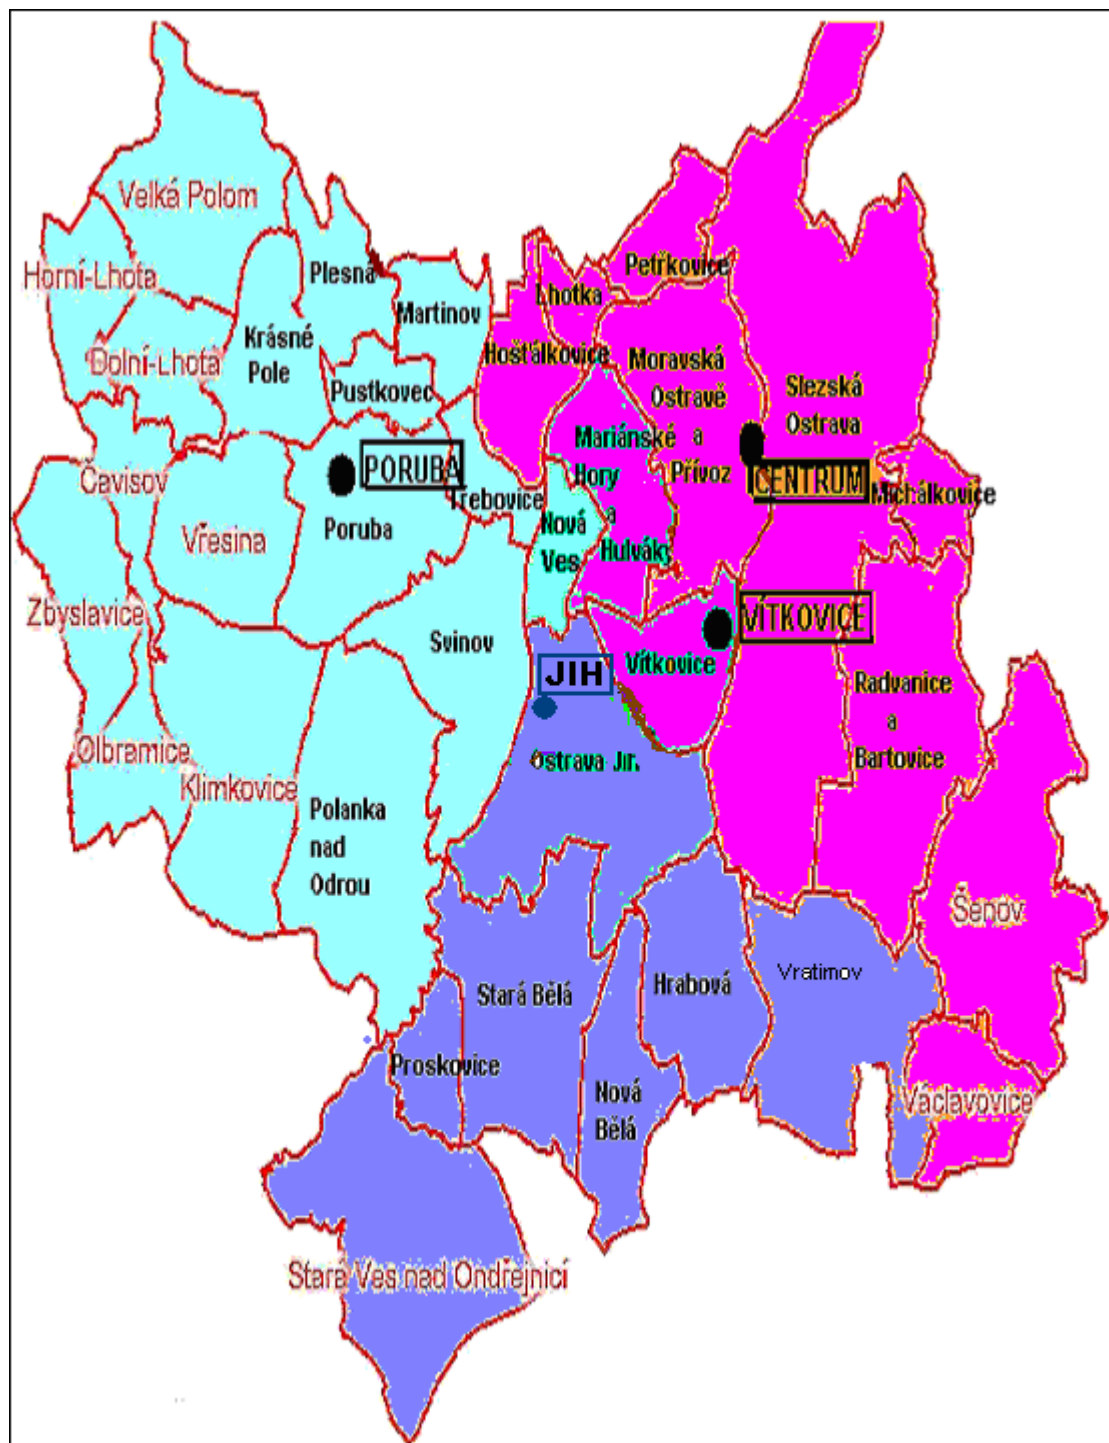 Velká Polom
Horní-Lhota
Plesná
Petřkovice
Lhotka
Martinov
Krásné
Pole
Dolní-Lhota
Hošťálkovice
Moravská
Ostravě
a
Přívoz
Slezská
Ostrava
Pustkovec
Mariánské
Hory
a
Hulváky
PORUBA
CENTRUM
Čavisov
Třebovice
Michálkovice
Vřesina
Poruba
Nová
Ves
Zbyslavice
VÍTKOVICE
Svinov
Vítkovice
JIH
Radvanice
a
Bartovice
Olbramice
Klimkovice
Ostrava Jir.
Polanka
nad
Odrou
Šenov
Stará Bělá
Hrabová
Vratimov
Proskovice
Nová
Bělá
Václavovice
Stará Ves nad Ondřejnicí